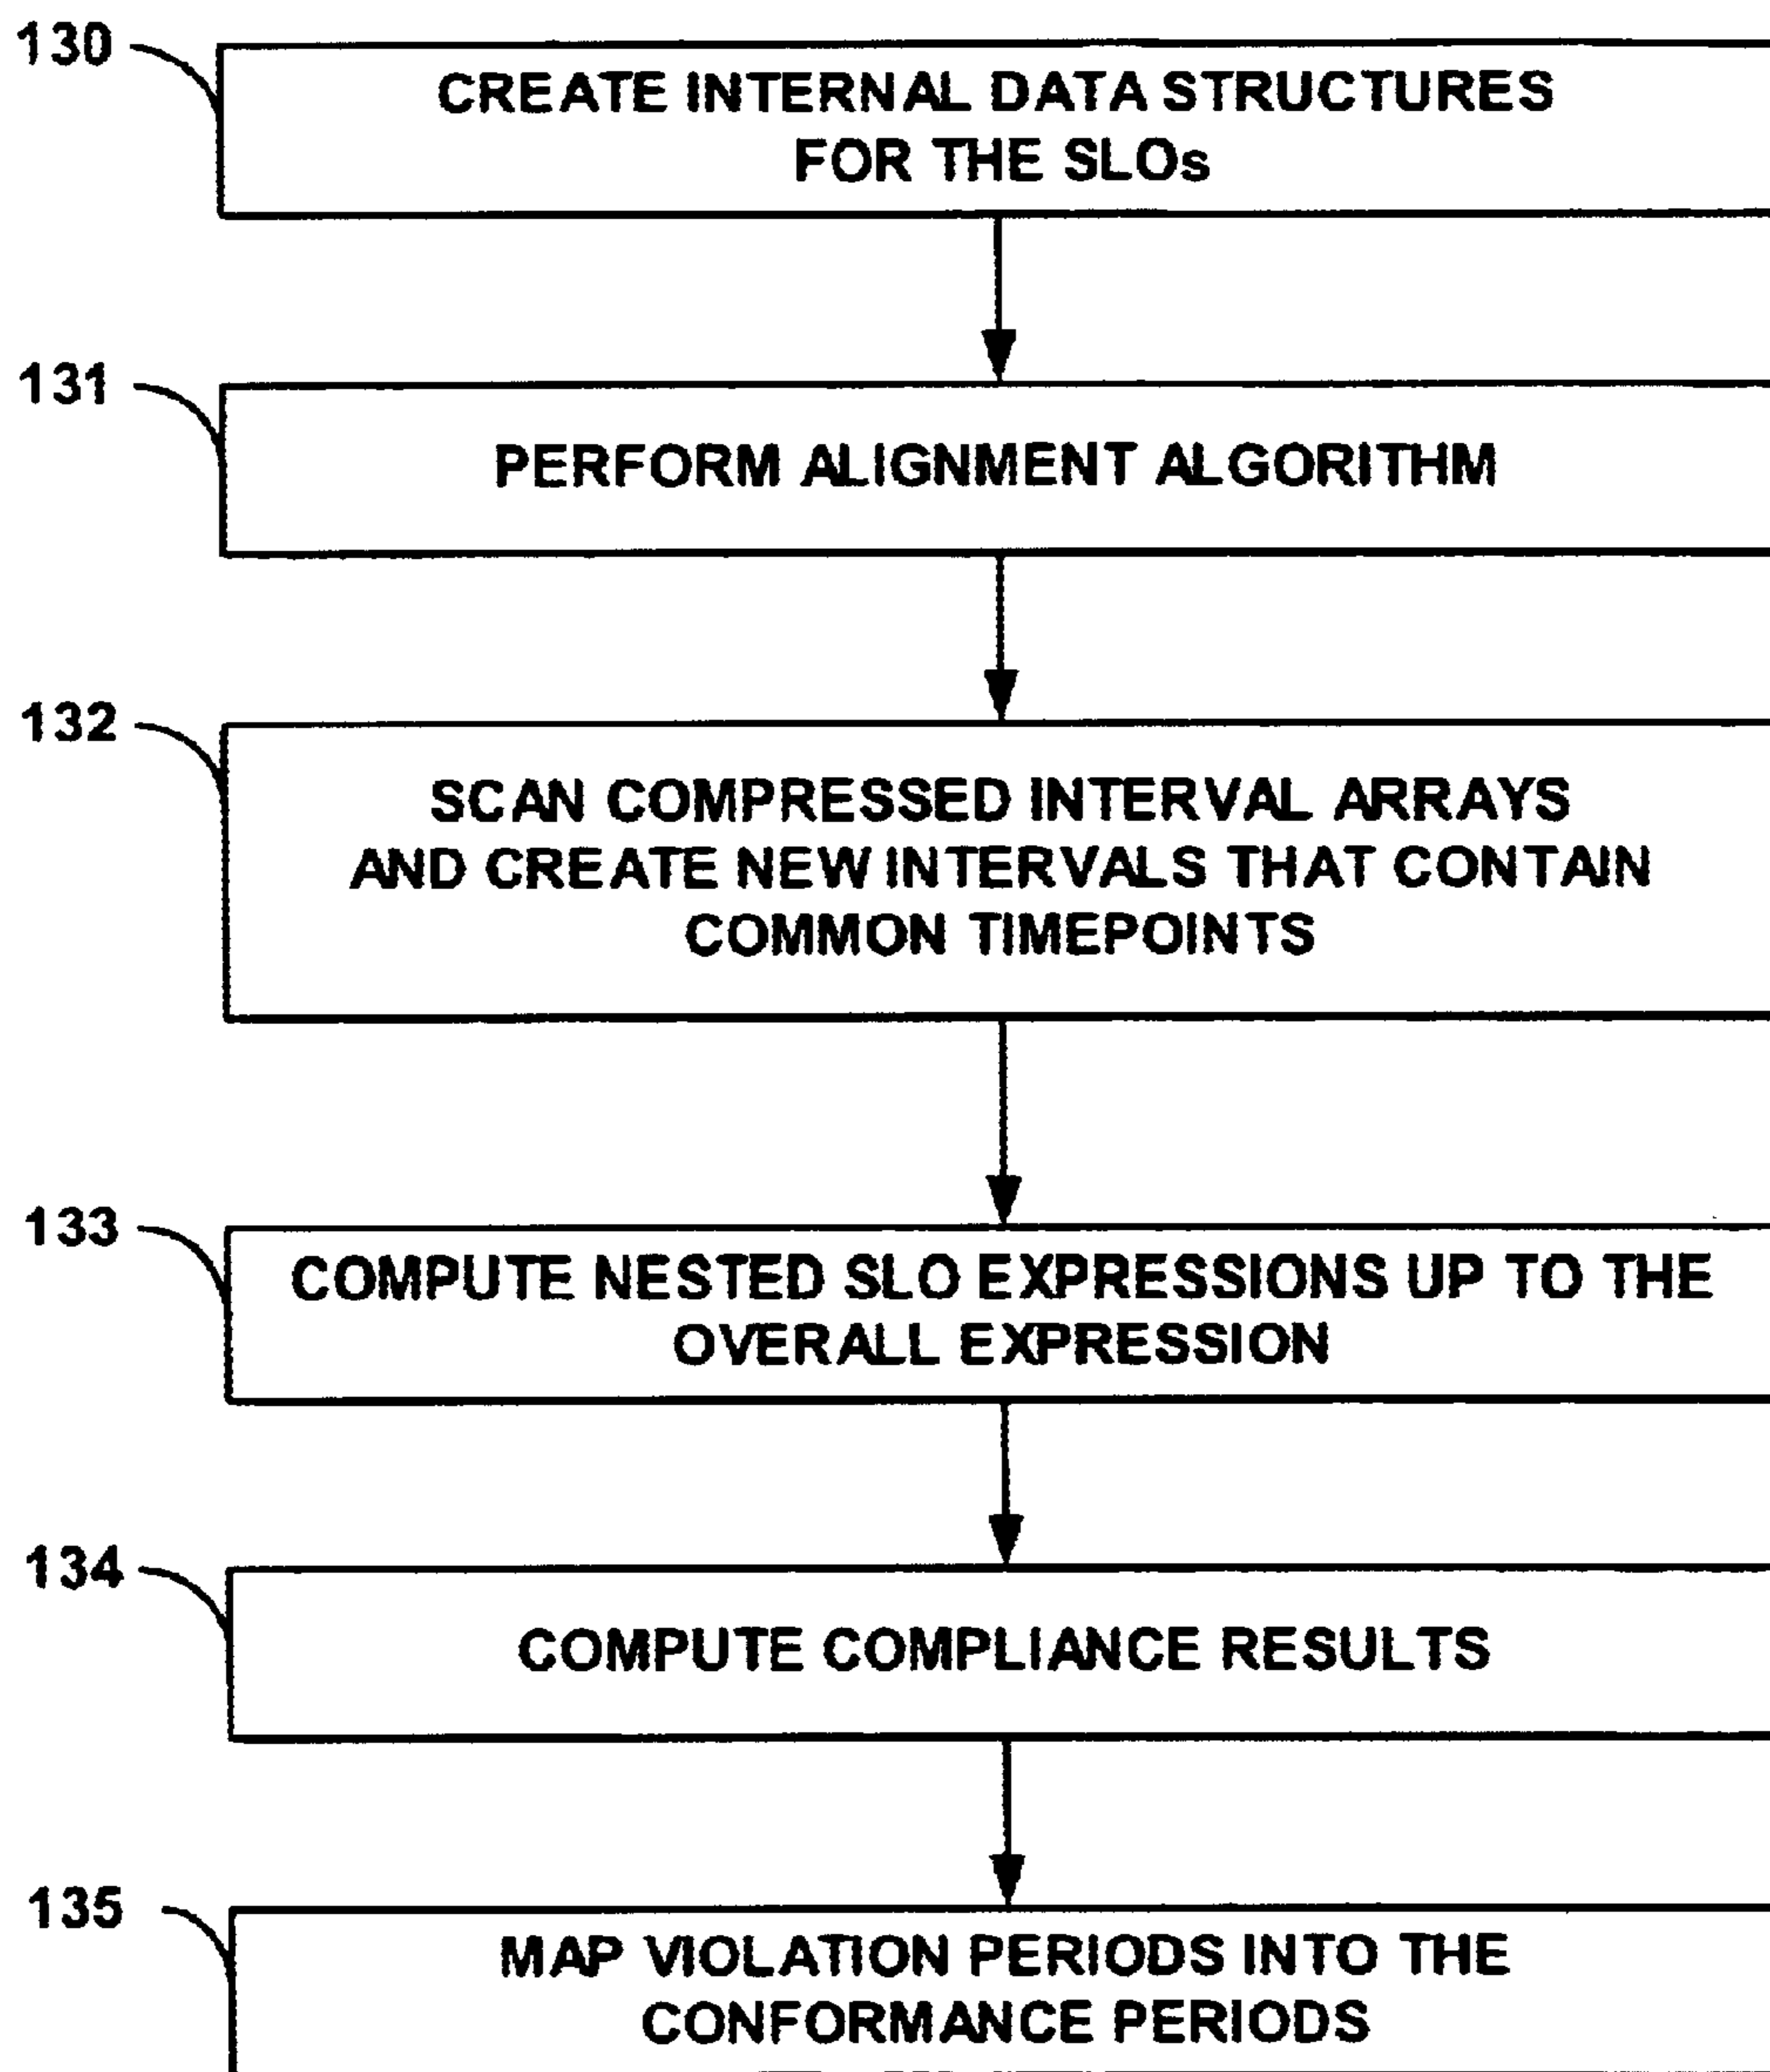 130
CREATE INTERNAL DATA STRUCTURES
FOR THE SLOs
131
PERFORM ALIGNMENT ALGORITHM
132
SCAN COMPRESSED INTERVAL ARRAYS
AND CREATE NEW INTERVALS THAT CONTAIN
COMMON TIMEPOINTS
133
COMPUTE NESTED SLO EXPRESSIONS UP TO THE
OVERALL EXPRESSION
134
COMPUTE COMPLIANCE RESULTS
135
MAP VIOLATION PERIODS INTO THE
CONFORMANCE PERIODS